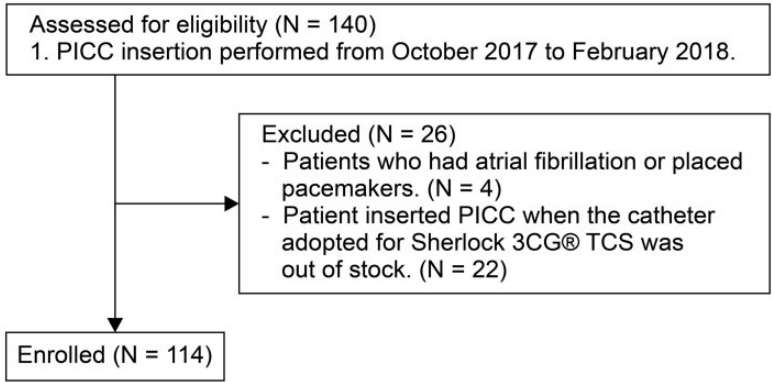 Assessed for eligibility (N = 140)
1. PICC insertion performed from October 2017 to February 2018.
Excluded (N = 26)
- Patients who had atrial fibrillation or placed
pacemakers. (N = 4)
- Patient inserted PICC when the catheter
adopted for Sherlock 3CG® TCS was
out of stock. (N = 22)
Enrolled (N = 114)